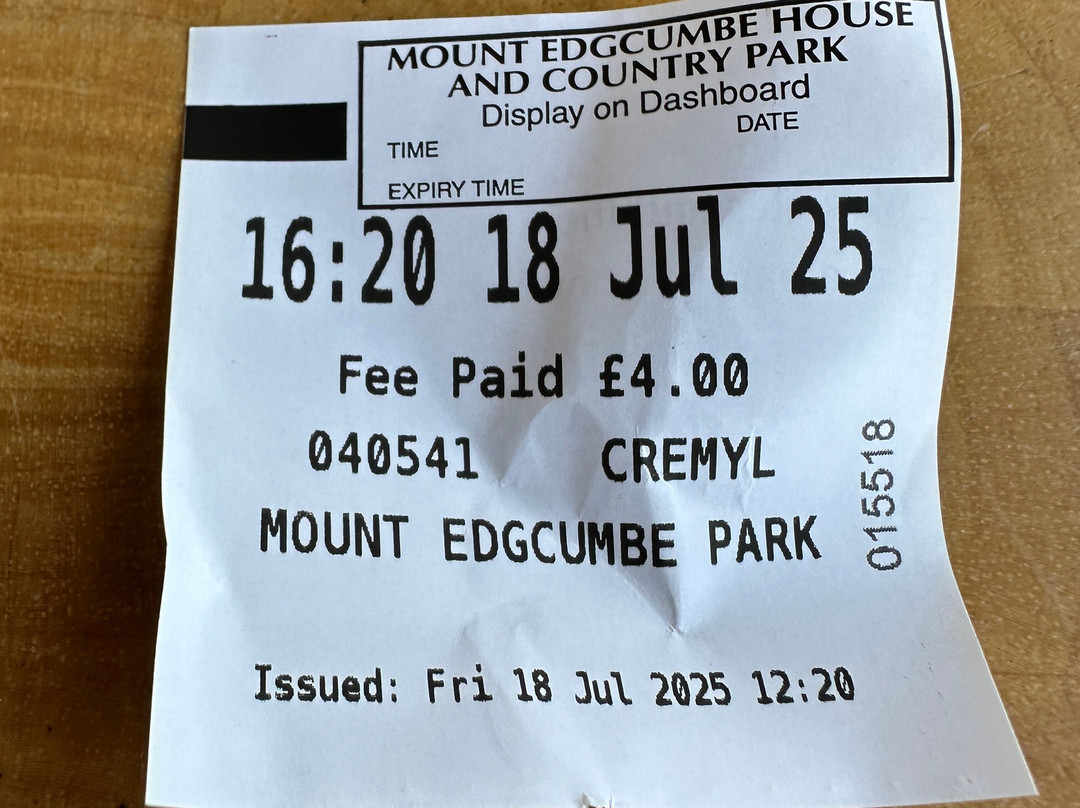 MOUNT EDGCUMBE HOUSE
AND COUNTRY PARK
Display on Dashboard
TIME DATE
EXPIRY TIME
16:20 18 Jul 25
Fee Paid £4.00
040541 CREMYL
015518
MOUNT EDGCUMBE PARK
Issued: Fri 18 Jul 2025 12:20